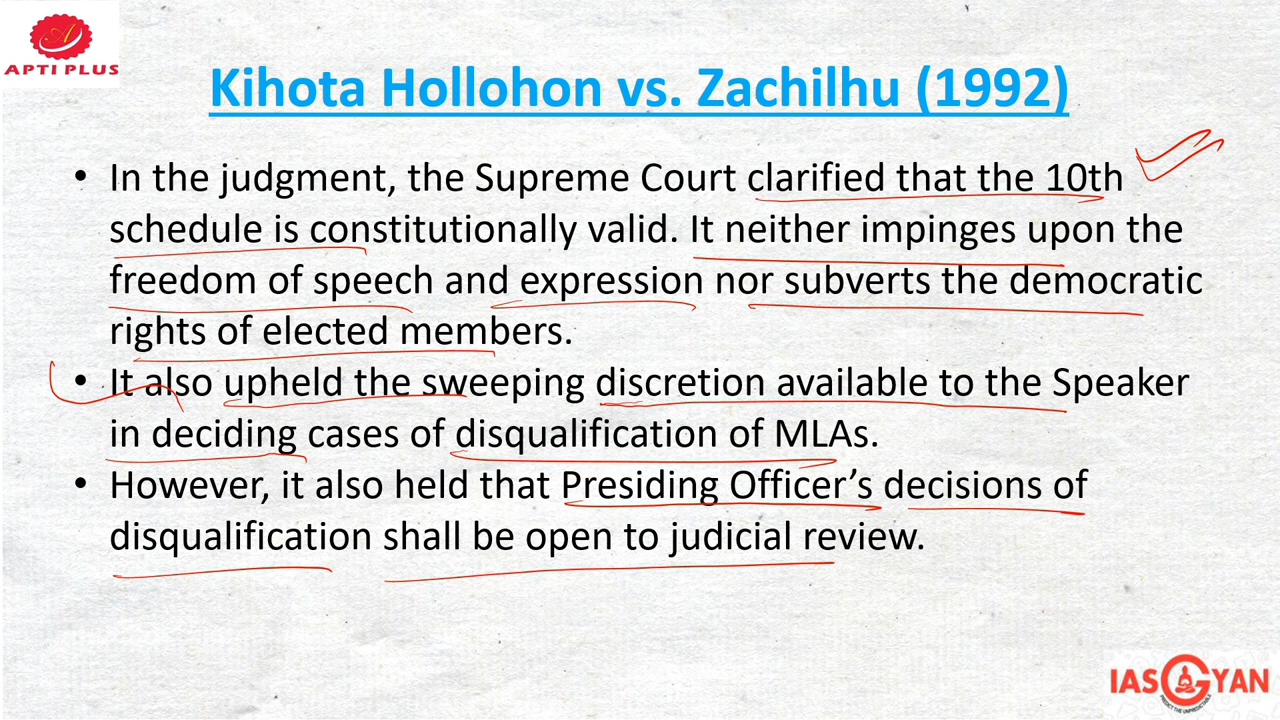 APTI PLUS
Kihota Hollohon vs. Zachilhu (1992)
• In the judgment, the Supreme Court clarified that the 10th
schedule is constitutionally valid. It neither impinges upon the
freedom of speech and expression nor subverts the democratic
rights of elected members.
• It also upheld the sweeping discretion available to the Speaker
in deciding cases of disqualification of MLAs.
• However, it also held that Presiding Officer’s decisions of
disqualification shall be open to judicial review.
IASGYAN
PREDICT THE UNPREDICTABLE